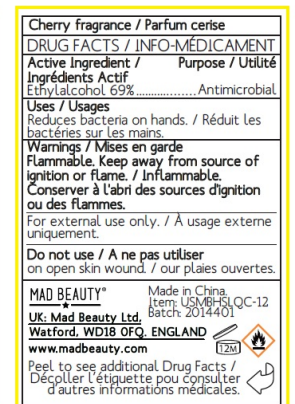 Cherry fragrance / Parfum cerise
DRUG FACTS / INFO-MÉDICAMENT
Active Ingredient / Purpose / Utilité
Ingrédients Actif
Ethylalcohol 69%..................Antimicrobial
Uses / Usages
Reduces bacteria on hands. / Réduit les
bactéries sur les mains.
Warnings / Mises en garde
Flammable. Keep away from source of
ignition or flame. / Inflammable.
Conserver à l'abri des sources d'ignition
ou des flammes.
For external use only. / À usage externe
uniquement.
Do not use / A ne pas utiliser
on open skin wound. / our plaies ouvertes.
MAD BEAUTY®
UK: Mad Beauty Ltd,
Watford, WD18 0FQ. ENGLAND
www.madbeauty.com
Made in China.
Item: USMBHSLQC-12
Batch: 2014401
12M
Peel to see additional Drug Facts /
Décoller l'étiquette pou consulter
d'autres informations médicales.